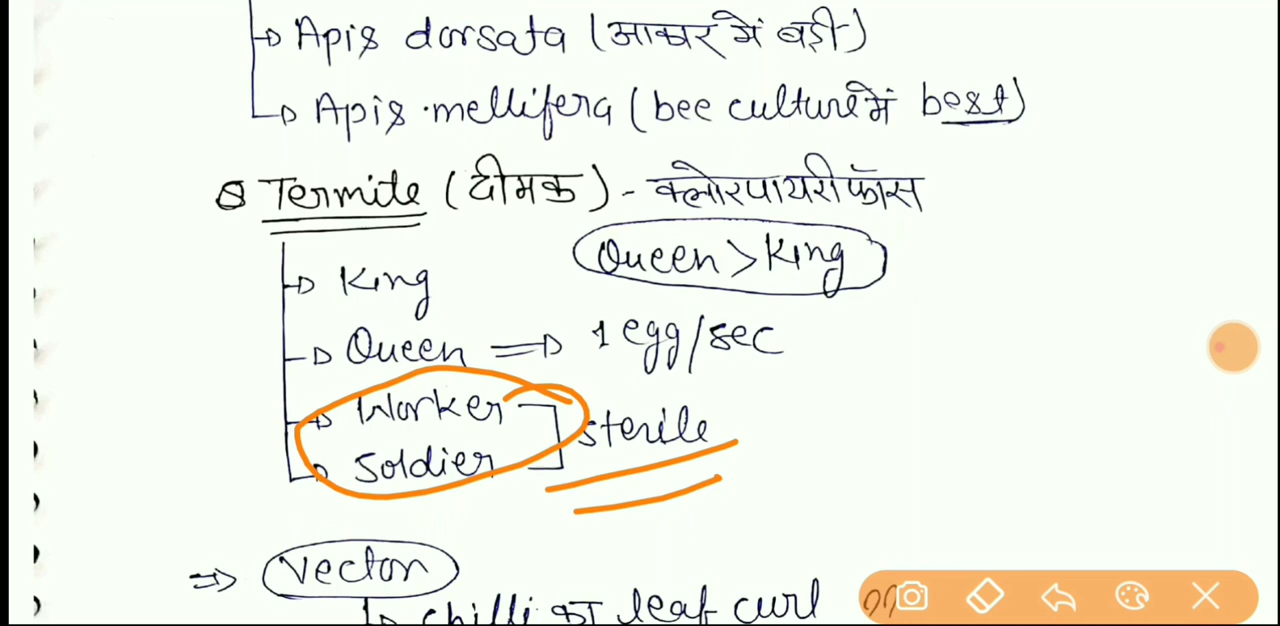 Apis dorsata (आकार में बड़ी)
Apis mellifera (bee culture में best)
Termite (दीमक) - क्लोरपायरीफॉस
Queen > King
King
Queen ⇒ 1 egg/sec
Worker
Soldier
sterile
⇒ Vector
chilli का leaf curl